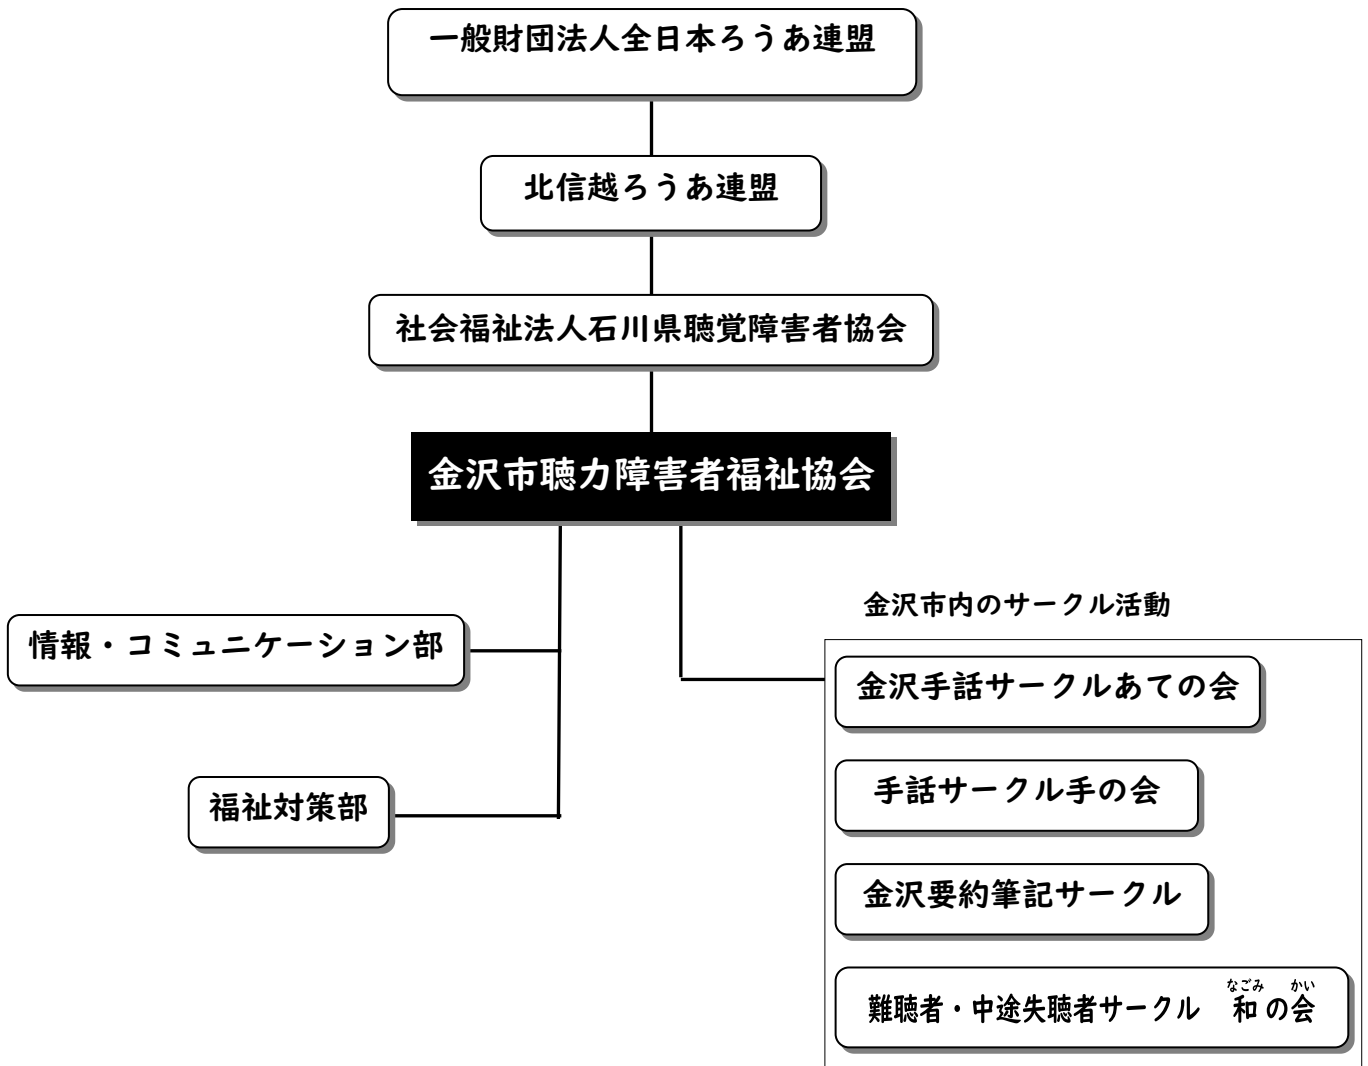 一般財団法人全日本ろうあ連盟
北信越ろうあ連盟
社会福祉法人石川県聴覚障害者協会
金沢市聴力障害者福祉協会
情報・コミュニケーション部
福祉対策部
金沢市内のサークル活動
金沢手話サークルあての会
手話サークル手の会
金沢要約筆記サークル
なごみ かい
難聴者・中途失聴者サークル 和の会